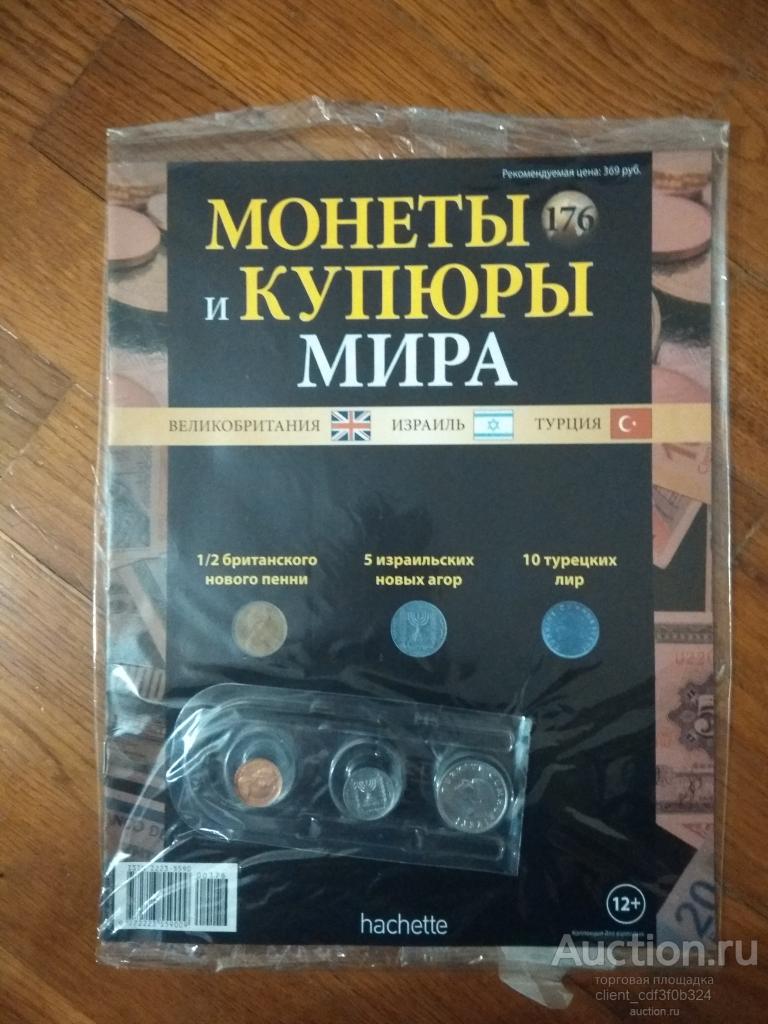 Рекомендуемая цена: 369 руб.
МОНЕТЫ 176
и КУПЮРЫ
МИРА
ВЕЛИКОБРИТАНИЯ ИЗРАИЛЬ ТУРЦИЯ
1/2 британского
нового пенни
5 израильских
новых агор
10 турецких
лир
hachette
12+
20
Auction.ru
торговая площадка
client_cdf3f0b324
auction.ru